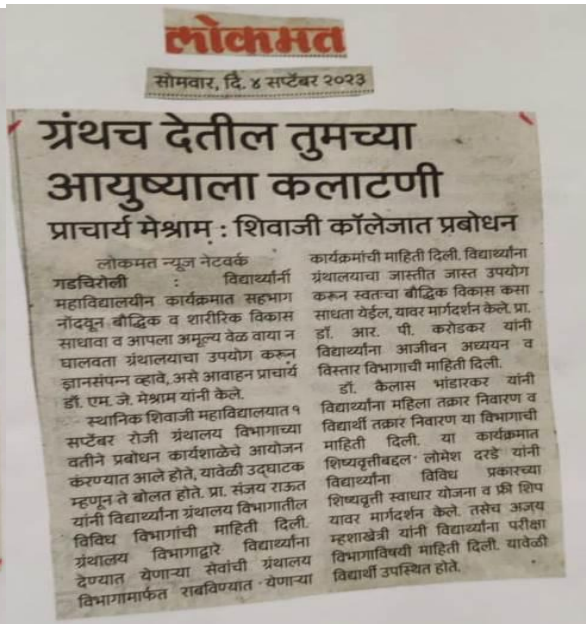 लोकमत
सोमवार, दि. ४ सप्टेंबर २०२३
ग्रंथच देतील तुमच्या
आयुष्याला कलाटणी
प्राचार्य मेश्राम : शिवाजी कॉलेजात प्रबोधन
लोकमत न्यूज नेटवर्क
गडचिरोली : विद्यार्थ्यांनी
महाविद्यालयीन कार्यक्रमात सहभाग
नोंदवून बौद्धिक व शारीरिक विकास
साधावा व आपला अमूल्य वेळ वाया न
घालवता ग्रंथालयाचा उपयोग करून
ज्ञानसंपन्न व्हावे, असे आवाहन प्राचार्य
डॉ. एम. जे. मेश्राम यांनी केले.
स्थानिक शिवाजी महाविद्यालयात १
सप्टेंबर रोजी ग्रंथालय विभागाच्या
वतीने प्रबोधन कार्यशाळेचे आयोजन
करण्यात आले होते, यावेळी उद्घाटक
म्हणून ते बोलत होते. प्रा. संजय राऊत
यांनी विद्यार्थ्यांना ग्रंथालय विभागातील
विविध विभागांची माहिती दिली.
ग्रंथालय विभागाद्वारे विद्यार्थ्यांना
देण्यात येणाऱ्या सेवांची ग्रंथालय
विभागामार्फत राबविण्यात येणाऱ्या
कार्यक्रमांची माहिती दिली. विद्यार्थ्यांना
ग्रंथालयाचा जास्तीत जास्त उपयोग
करून स्वतःचा बौद्धिक विकास कसा
साधता येईल, यावर मार्गदर्शन केले. प्रा.
डॉ. आर. पी. करोडकर यांनी
विद्यार्थ्यांना आजीवन अध्ययन व
विस्तार विभागाची माहिती दिली.
डॉ. कैलास भांडारकर यांनी
विद्यार्थ्यांना महिला तक्रार निवारण व
विद्यार्थी तक्रार निवारण या विभागाची
माहिती दिली. या कार्यक्रमात
शिष्यवृत्तीबद्दल लोमेश दरडे यांनी
विद्यार्थ्यांना विविध प्रकारच्या
शिष्यवृत्ती स्वाधार योजना व फ्री शिप
यावर मार्गदर्शन केले. तसेच अजय
म्हशाखेत्री यांनी विद्यार्थ्यांना परीक्षा
विभागाविषयी माहिती दिली. यावेळी
विद्यार्थी उपस्थित होते.